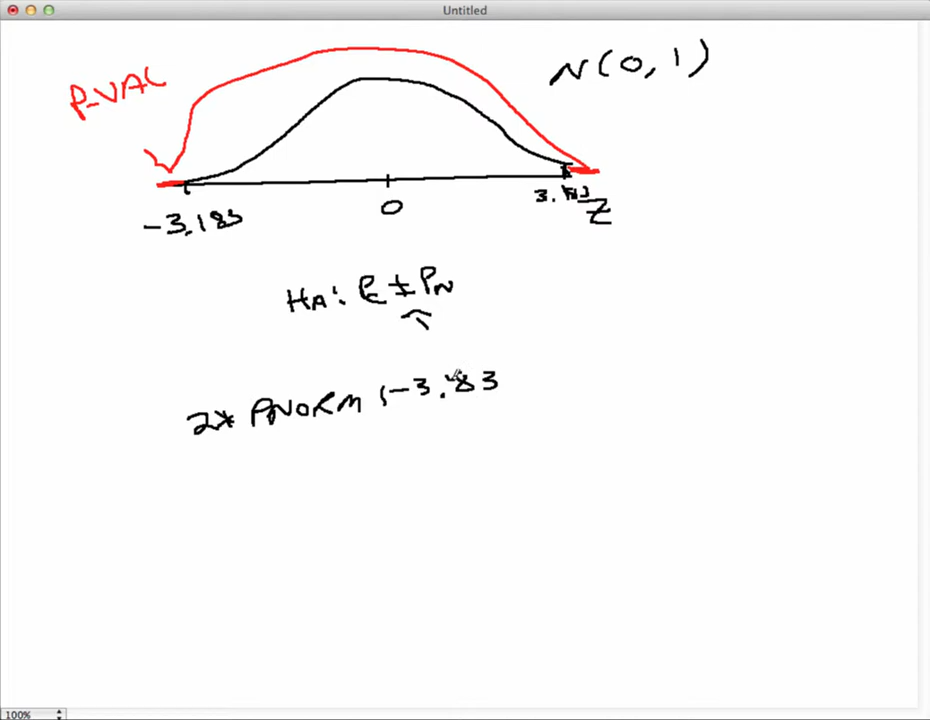 Untitled
P-VAL
N(0,1)
-3.183
0
Z
HA: Pc ≠ PN
2* PNORM (-3.183
100%